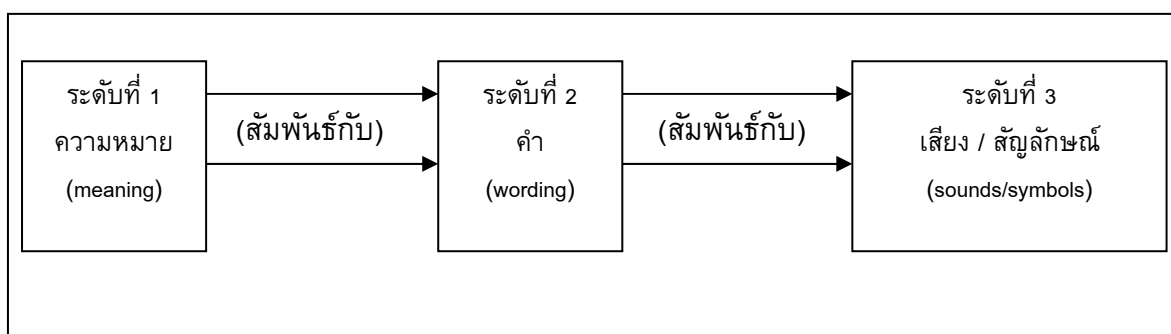 ระดับที่ 1
ความหมาย
(meaning)
(สัมพันธ์กับ)
ระดับที่ 2
คำ
(wording)
(สัมพันธ์กับ)
ระดับที่ 3
เสียง / สัญลักษณ์
(sounds/symbols)